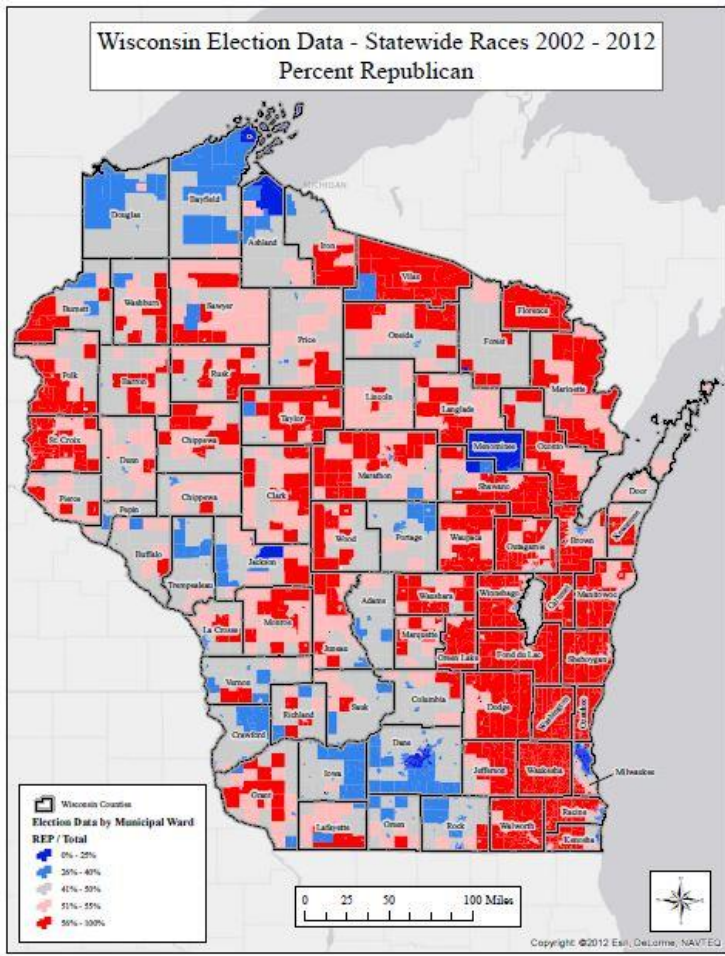 Wisconsin Election Data - Statewide Races 2002 - 2012
Percent Republican
MICHIGAN
Douglas
Bayfield
Ashland
Iron
Vilas
Burnett
Washburn
Sawyer
Florence
Price
Oneida
Forest
Marinette
Polk
Barron
Rusk
Lincoln
Langlade
Taylor
Chippewa
Menominee
Oconto
St. Croix
Dunn
Marathon
Shawano
Door
Pierce
Chippewa
Clark
Pepin
Kewaunee
Buffalo
Wood
Portage
Waupaca
Outagamie
Brown
Trempealeau
Jackson
Adams
Waushara
Winnebago
Calumet
Manitowoc
La Crosse
Monroe
Juneau
Marquette
Green Lake
Fond du Lac
Sheboygan
Vernon
Richland
Sauk
Columbia
Dodge
Washington
Ozaukee
Crawford
Iowa
Dane
Jefferson
Waukesha
Milwaukee
Grant
Lafayette
Green
Rock
Walworth
Racine
Kenosha
Wisconsin Counties
Election Data by Municipal Ward
REP / Total
0% - 25%
26% - 40%
41% - 50%
51% - 55%
56% - 100%
0 25 50 100 Miles
Copyright: ©2012 Esri, DeLorme, NAVTEQ